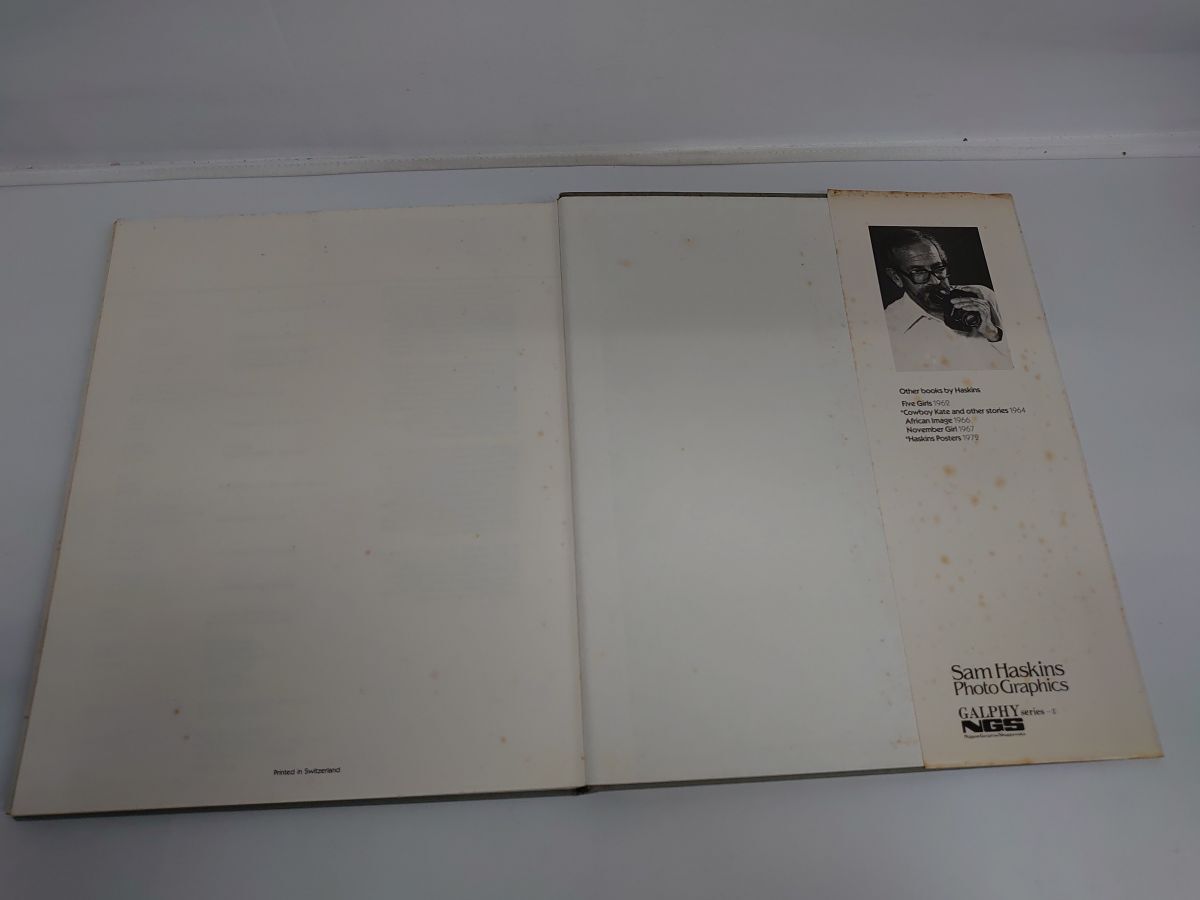 Other books by Haskins
Five Girls 1962
*Cowboy Kate and other stories 1964
African Image 1966
November Girl 1967
*Haskins Posters 1972
Sam Haskins
Photo Graphics
GALPHY series
NGS
Printed in Switzerland